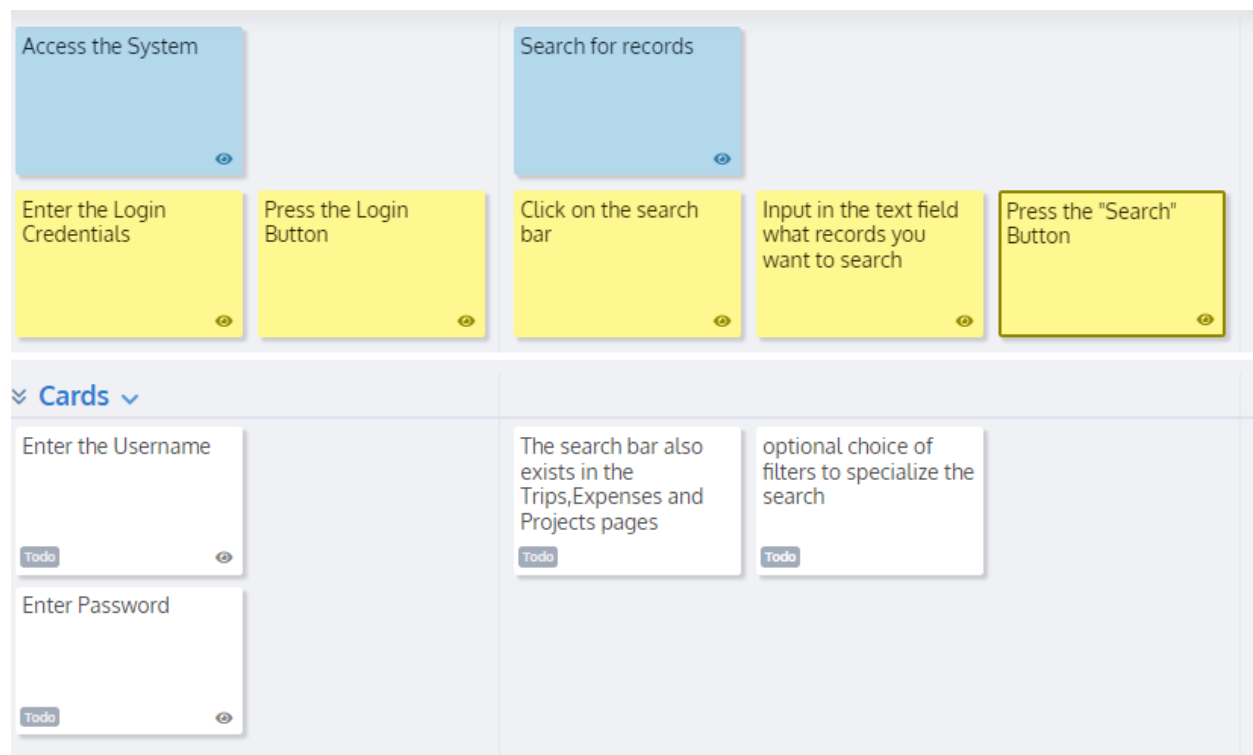 Access the System
Search for records
Enter the Login
Credentials
Press the Login
Button
Click on the search
bar
Input in the text field
what records you
want to search
Press the "Search"
Button
Cards
Enter the Username
Todo
The search bar also
exists in the
Trips,Expenses and
Projects pages
Todo
optional choice of
filters to specialize the
search
Todo
Enter Password
Todo